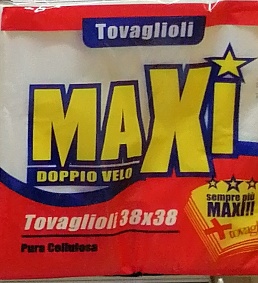 Tovaglioli
MAXi
DOPPIO VELO
sempre più
MAXI!!!
Tovaglioli 38x38
Pura Cellulosa